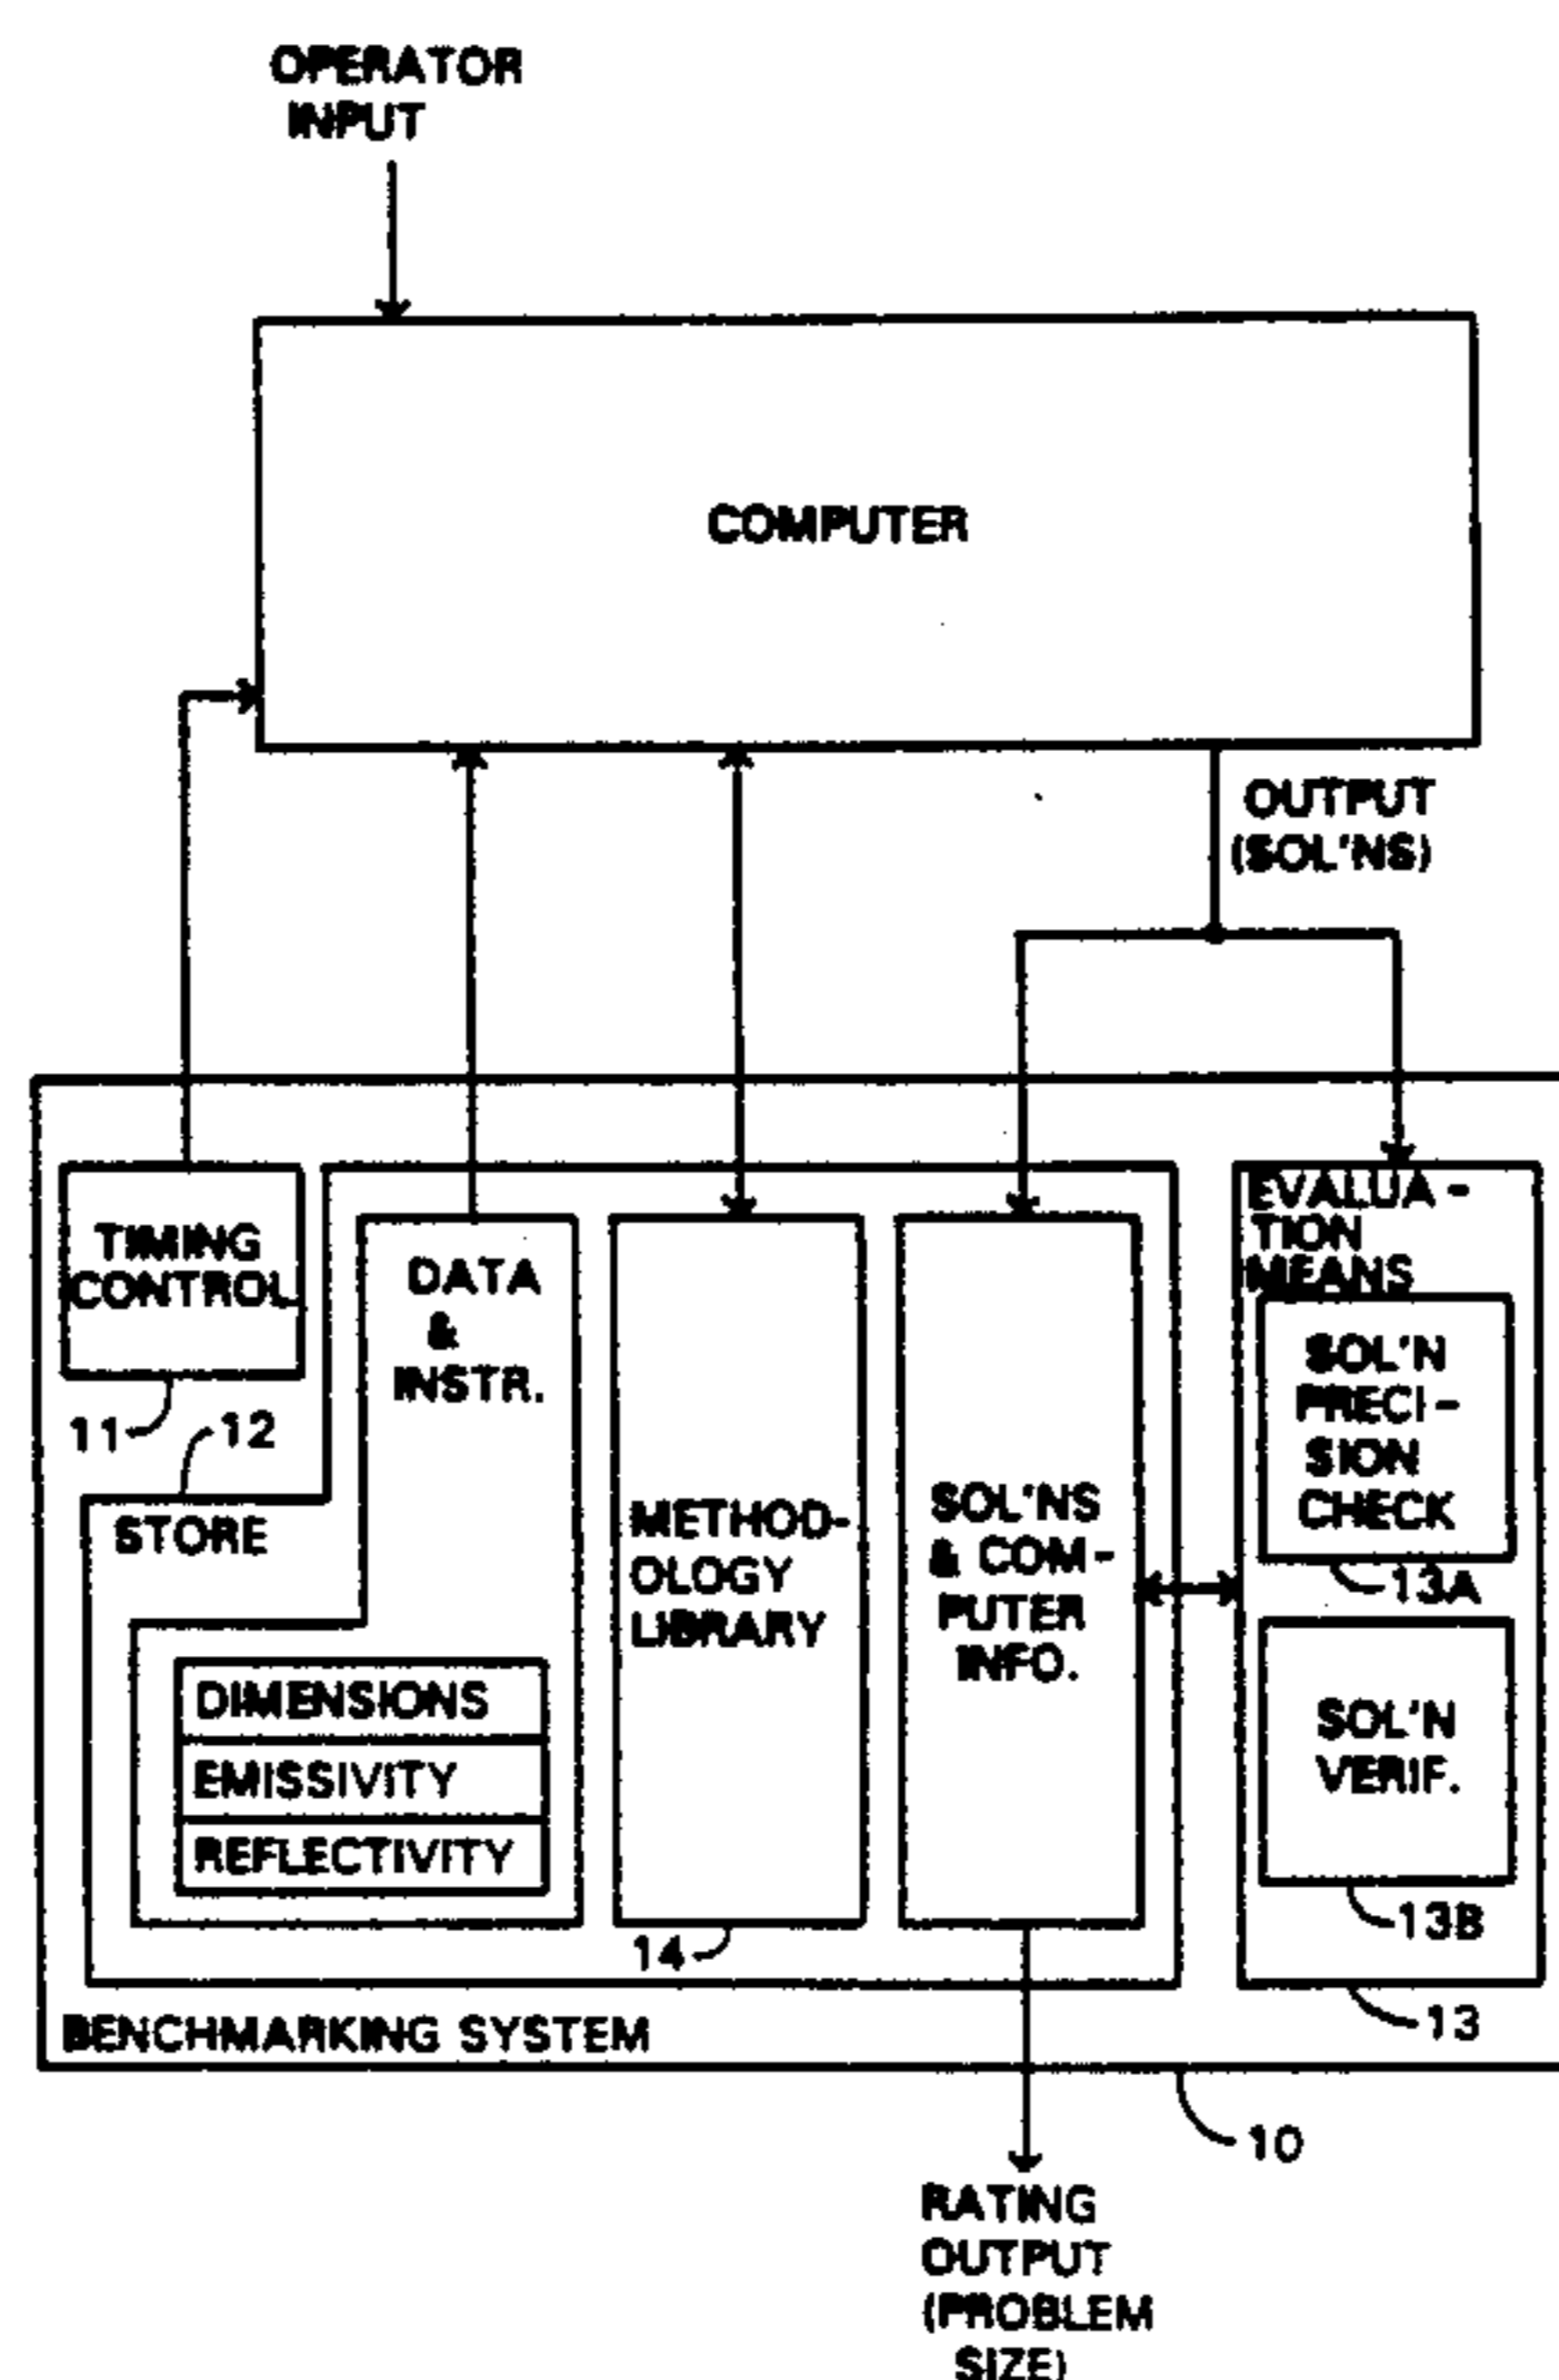 OPERATOR
INPUT
COMPUTER
OUTPUT
(SOL'NS)
TIMING
CONTROL
11
12
STORE
DATA
&
INSTR.
DIMENSIONS
EMISSIVITY
REFLECTIVITY
METHOD-
OLOGY
LIBRARY
14
SOL'NS
& COM-
PUTER
INFO.
EVALUA-
TION
MEANS
SOL'N
PRECI-
SION
CHECK
13A
SOL'N
VERIF.
13B
13
BENCHMARKING SYSTEM
10
RATING
OUTPUT
(PROBLEM
SIZE)